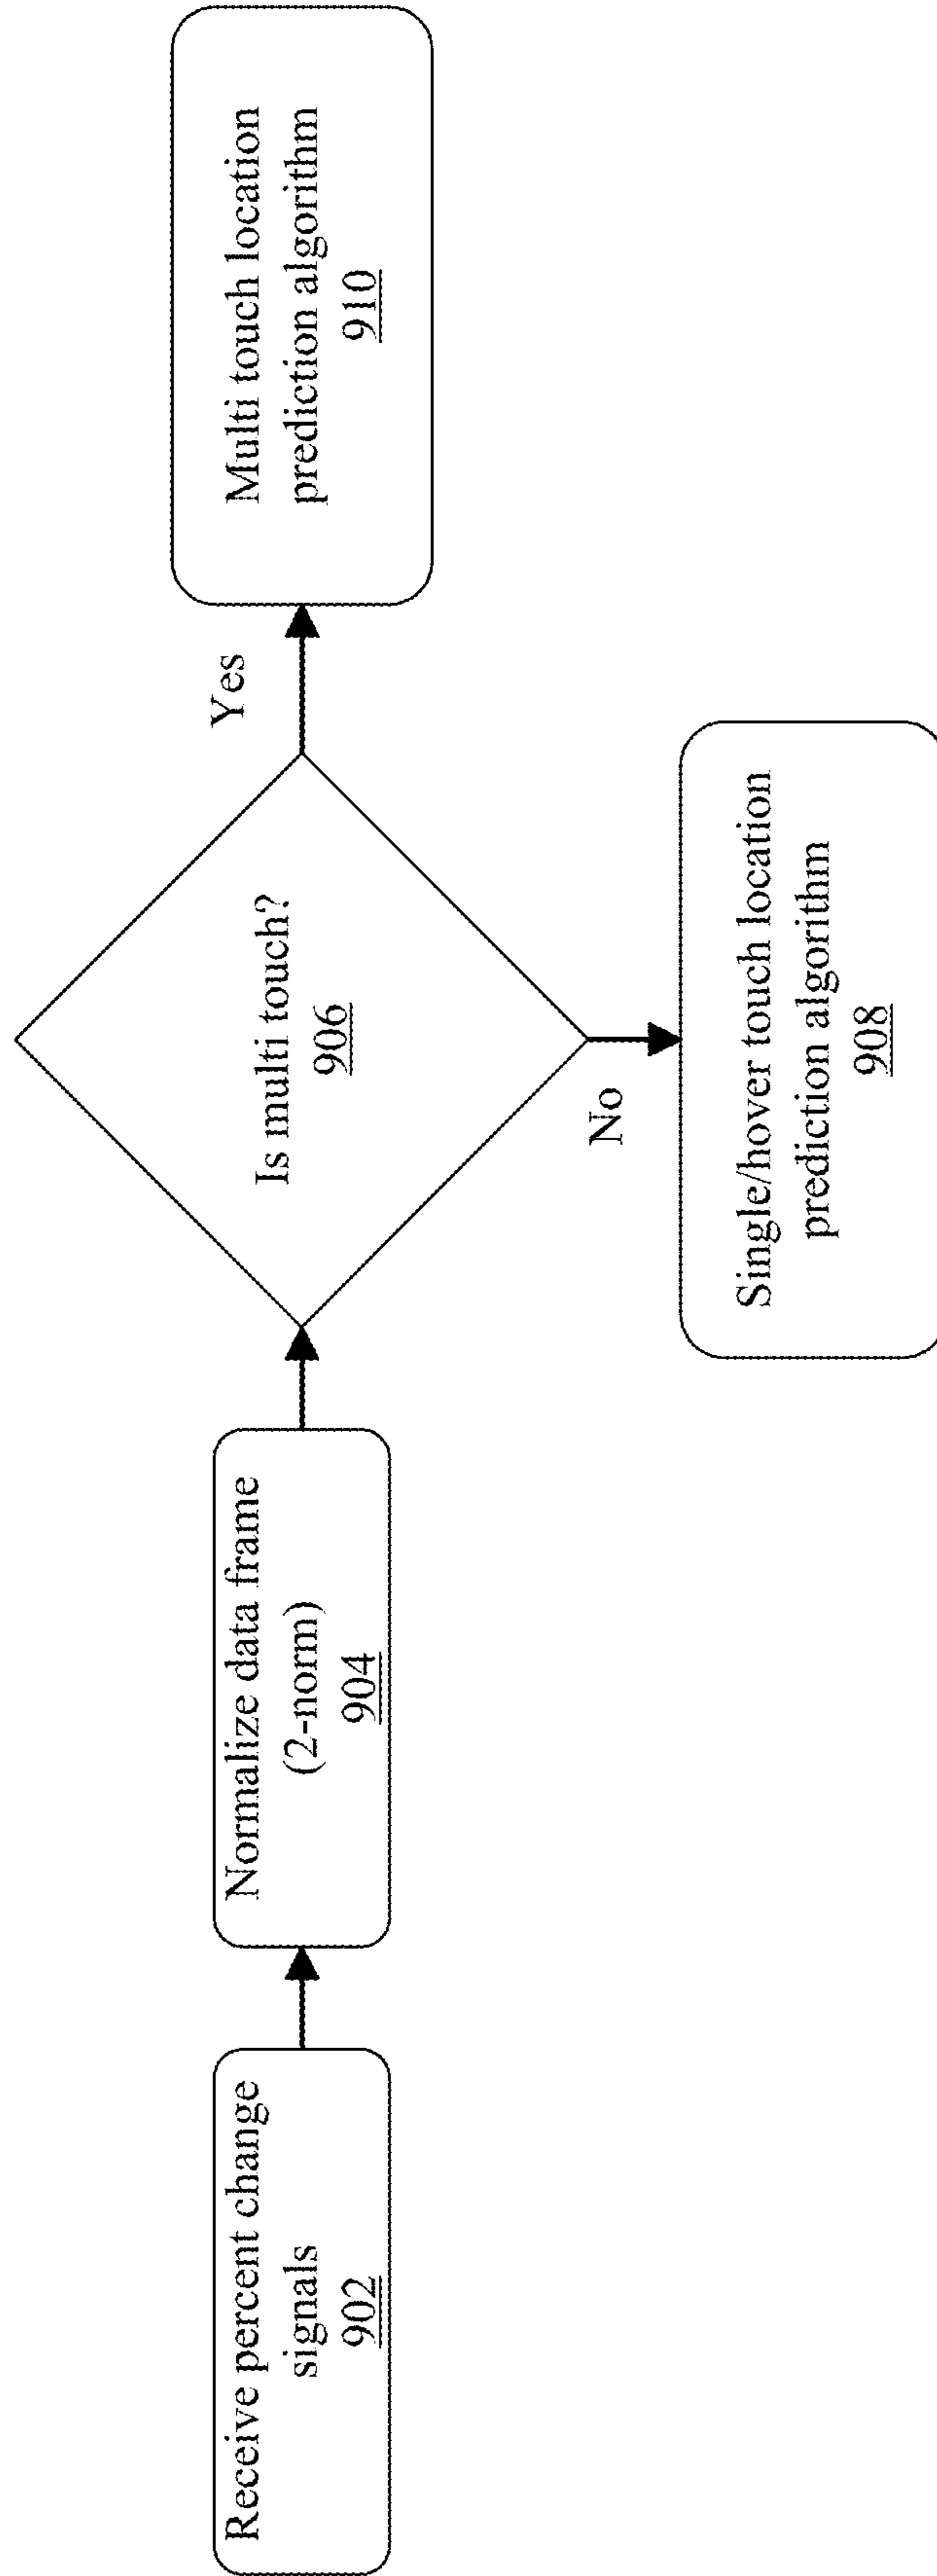 Receive percent change
signals
902
Normalize data frame
(2-norm)
904
Is multi touch?
906
Yes
Multi touch location
prediction algorithm
910
No
Single/hover touch location
prediction algorithm
908